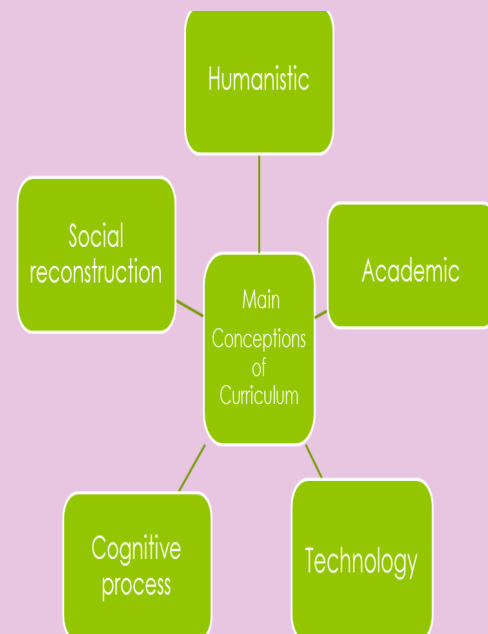 Humanistic
Social
reconstruction
Academic
Main
Conceptions
of
Curriculum
Cognitive
process
Technology